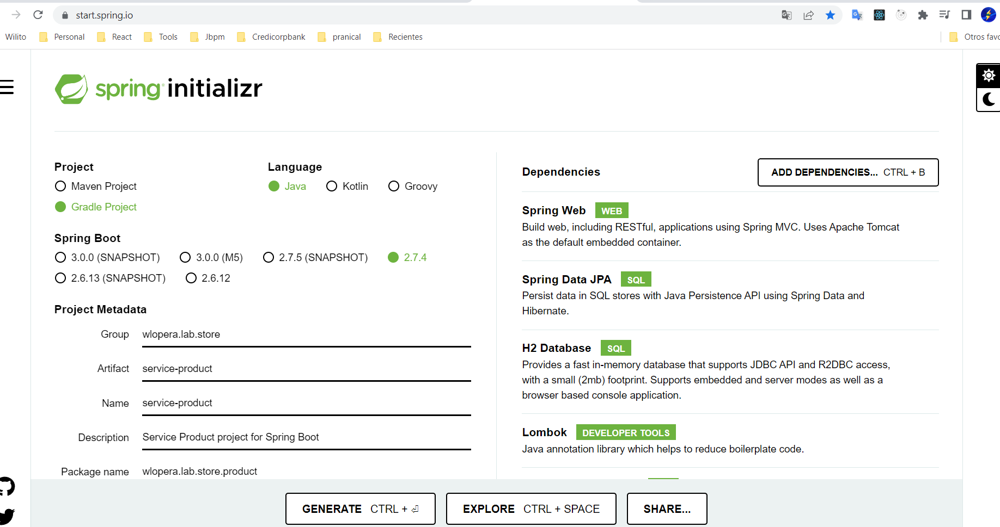 start.spring.io
Wilito Personal React Tools Jbpm Credicorpbank pranical Recientes Otros favo
spring initializr
Project
Maven Project
Gradle Project
Language
Java Kotlin Groovy
Spring Boot
3.0.0 (SNAPSHOT) 3.0.0 (M5) 2.7.5 (SNAPSHOT) 2.7.4
2.6.13 (SNAPSHOT) 2.6.12
Project Metadata
Group wlopera.lab.store
Artifact service-product
Name service-product
Description Service Product project for Spring Boot
Package name wlopera.lab.store.product
Dependencies
ADD DEPENDENCIES... CTRL + B
Spring Web WEB
Build web, including RESTful, applications using Spring MVC. Uses Apache Tomcat
as the default embedded container.
Spring Data JPA SQL
Persist data in SQL stores with Java Persistence API using Spring Data and
Hibernate.
H2 Database SQL
Provides a fast in-memory database that supports JDBC API and R2DBC access,
with a small (2mb) footprint. Supports embedded and server modes as well as a
browser based console application.
Lombok DEVELOPER TOOLS
Java annotation library which helps to reduce boilerplate code.
GENERATE CTRL + ⏎
EXPLORE CTRL + SPACE
SHARE...